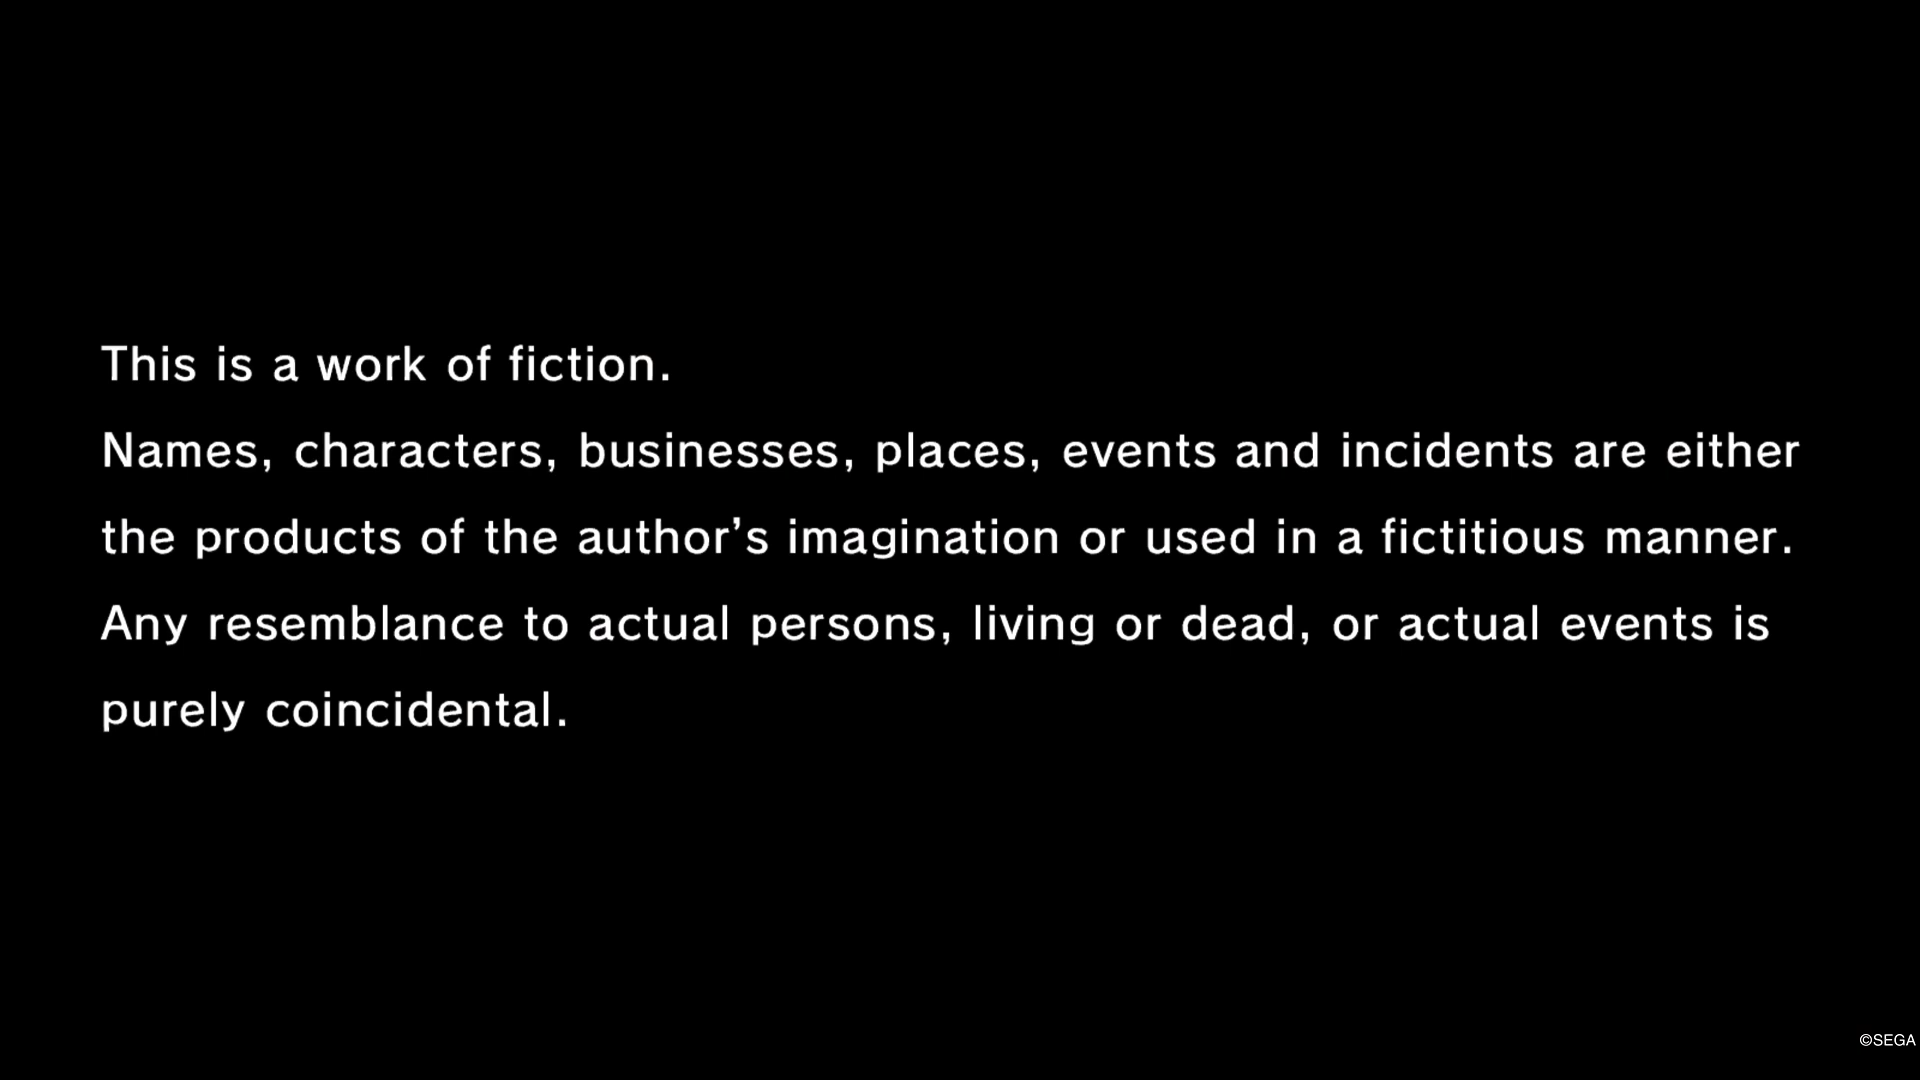 This is a work of fiction.
Names, characters, businesses, places, events and incidents are either
the products of the author’s imagination or used in a fictitious manner.
Any resemblance to actual persons, living or dead, or actual events is
purely coincidental.
©SEGA